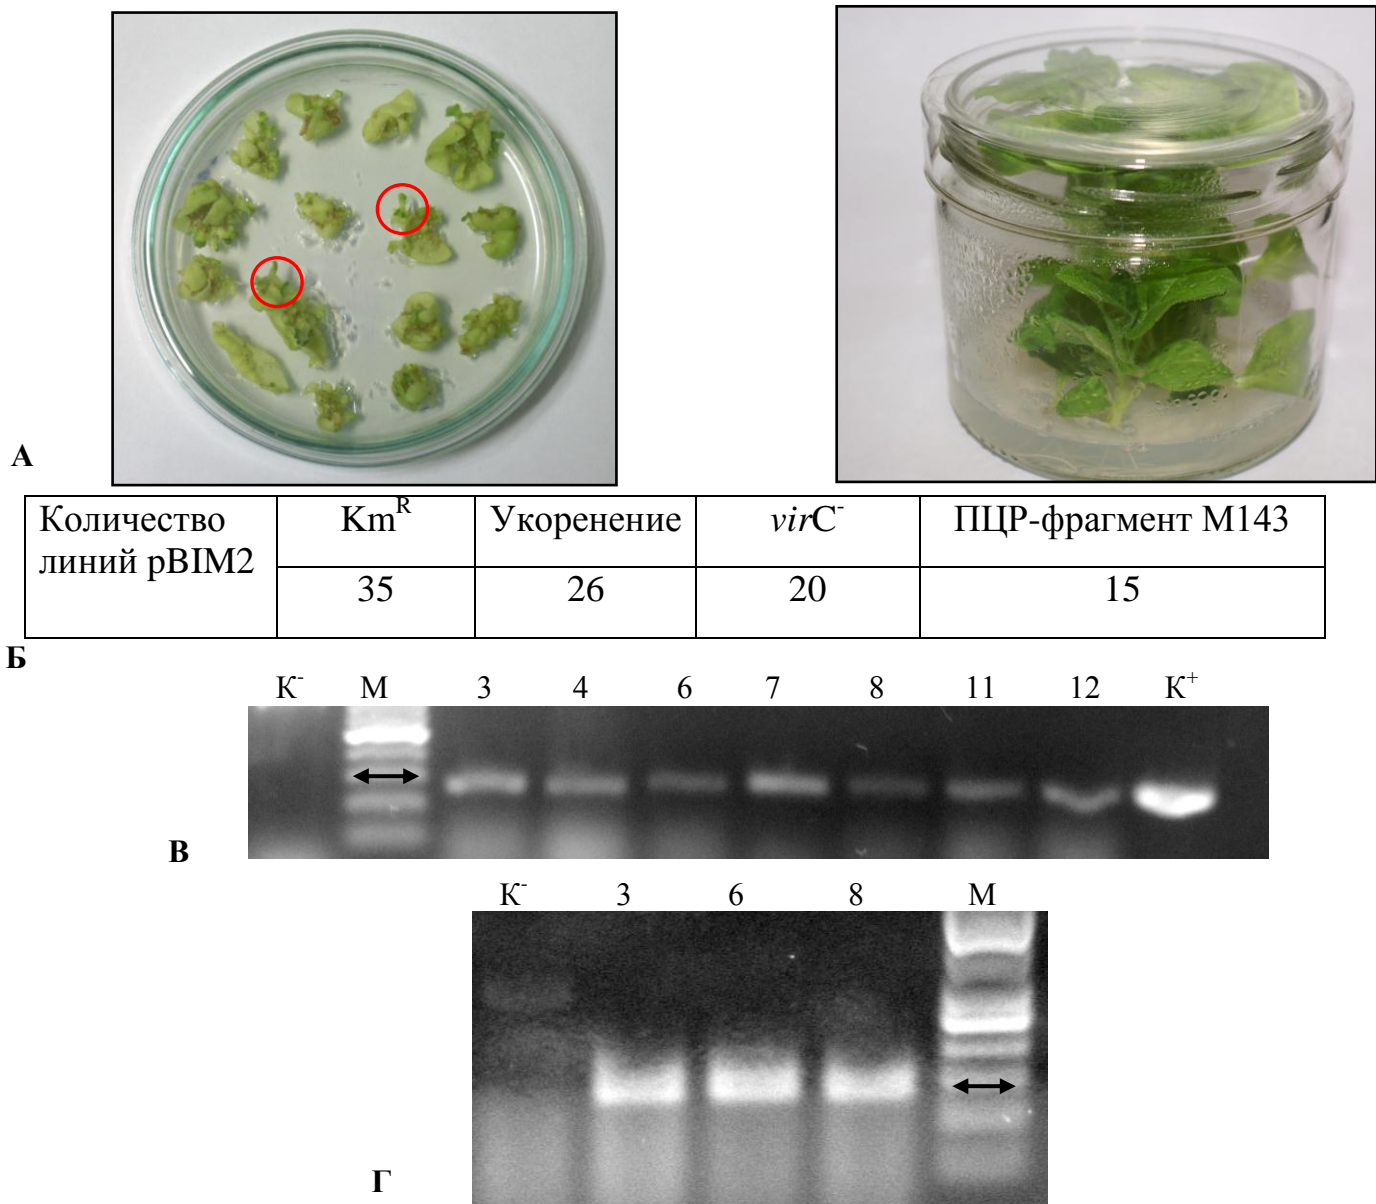 А
Количество линий pBIM2
Km^R
Укоренение
virC^-
ПЦР-фрагмент М143
35
26
20
15
Б
К^- М 3 4 6 7 8 11 12 К^+
В
К^- 3 6 8 М
Г